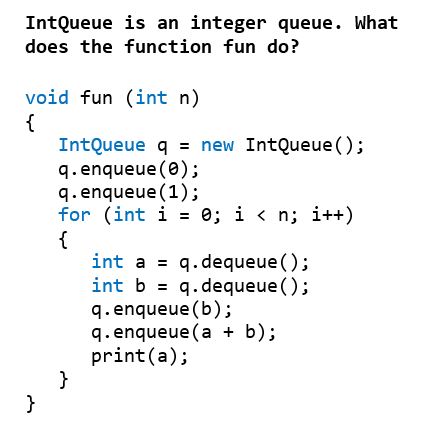 IntQueue is an integer queue. What
does the function fun do?
void fun (int n)
{
    IntQueue q = new IntQueue();
    q.enqueue(0);
    q.enqueue(1);
    for (int i = 0; i < n; i++)
    {
        int a = q.dequeue();
        int b = q.dequeue();
        q.enqueue(b);
        q.enqueue(a + b);
        print(a);
    }
}